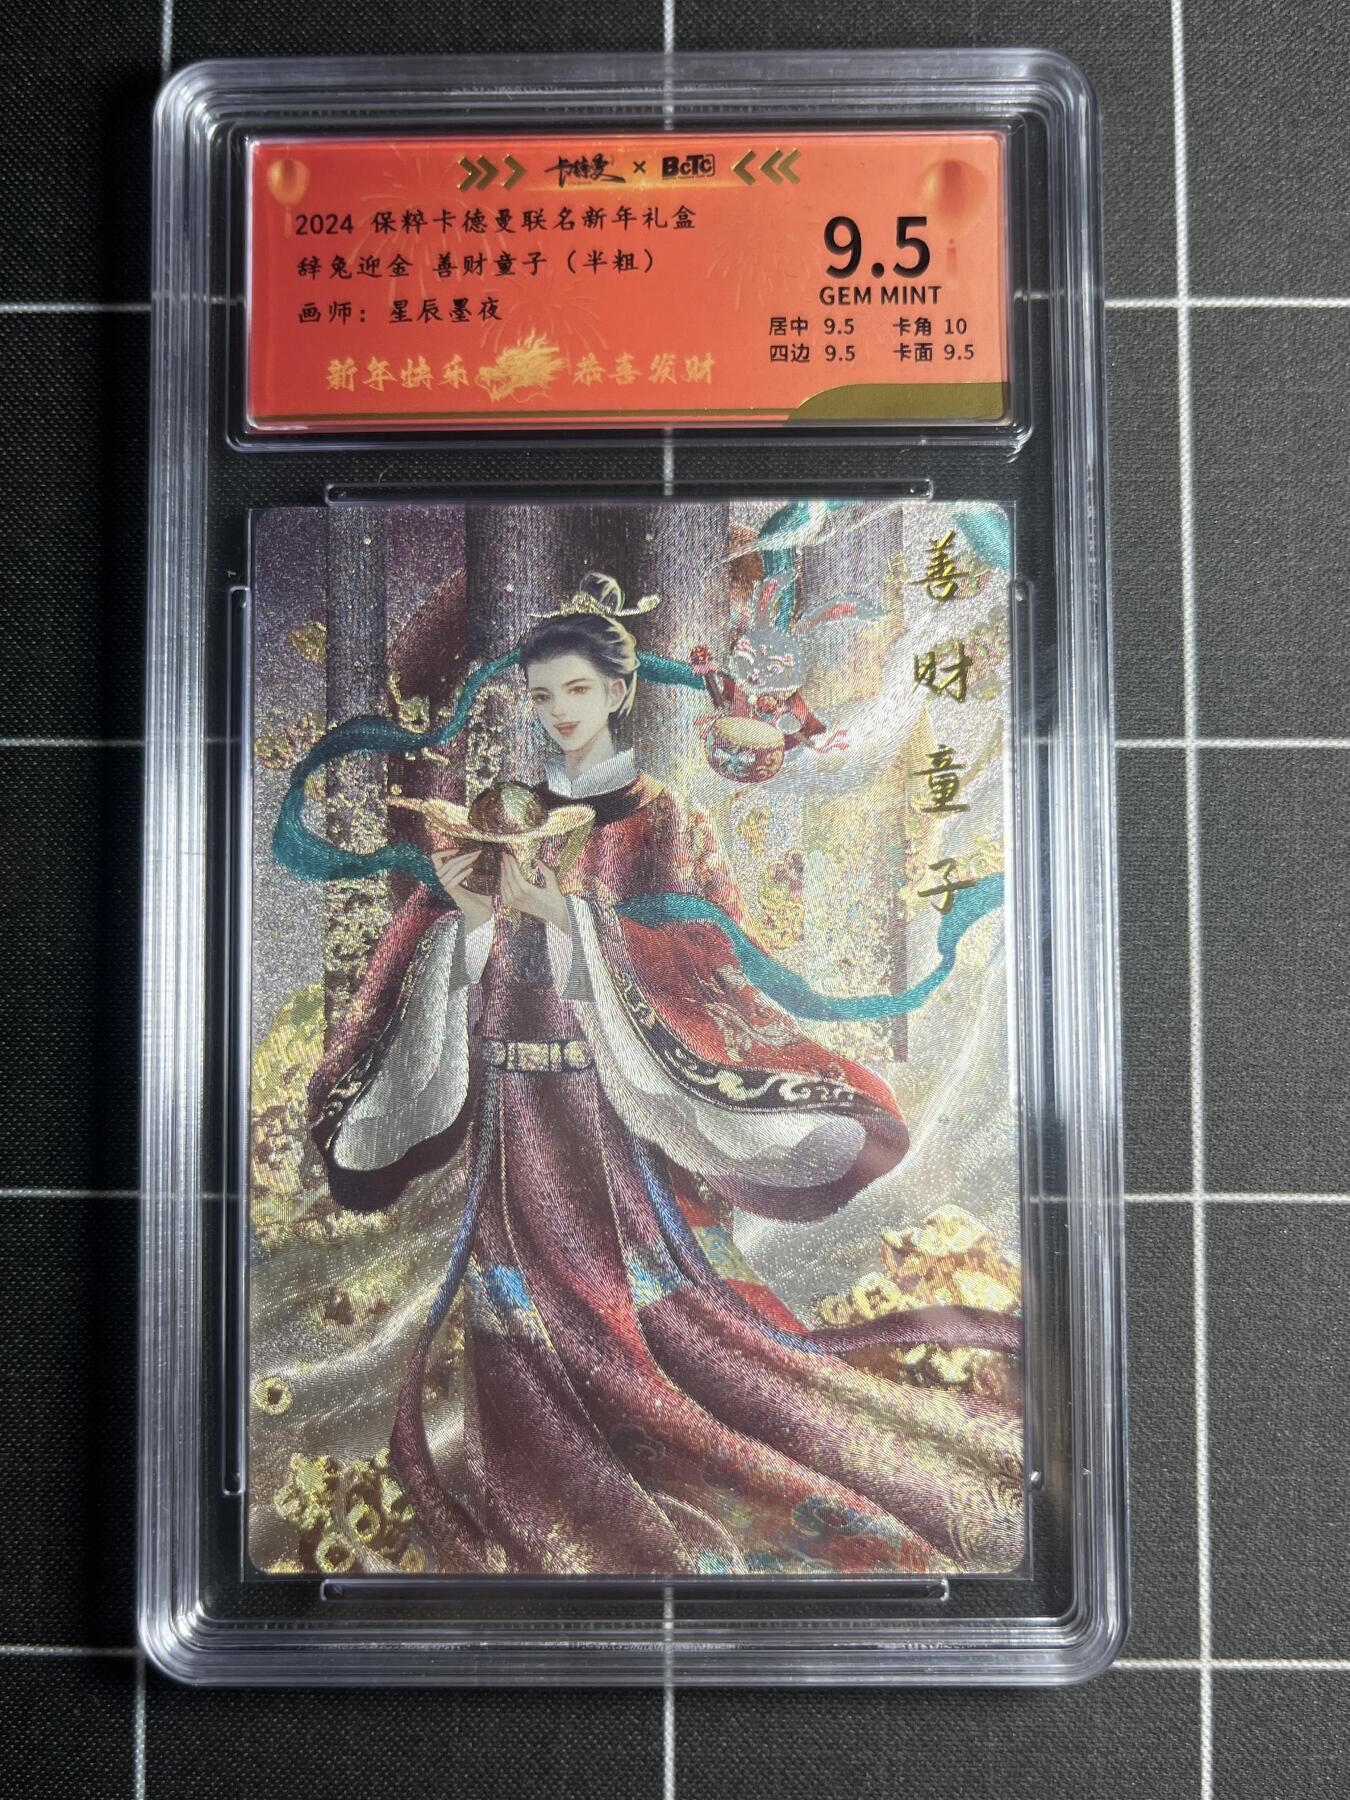 卡德曼 × BCTC
2024 保粹卡德曼联名新年礼盒
辞兔迎金 善财童子（半粗）
画师：星辰墨夜
新年快乐 恭喜发财
9.5
GEM MINT
居中 9.5 卡角 10
四边 9.5 卡面 9.5
善财童子